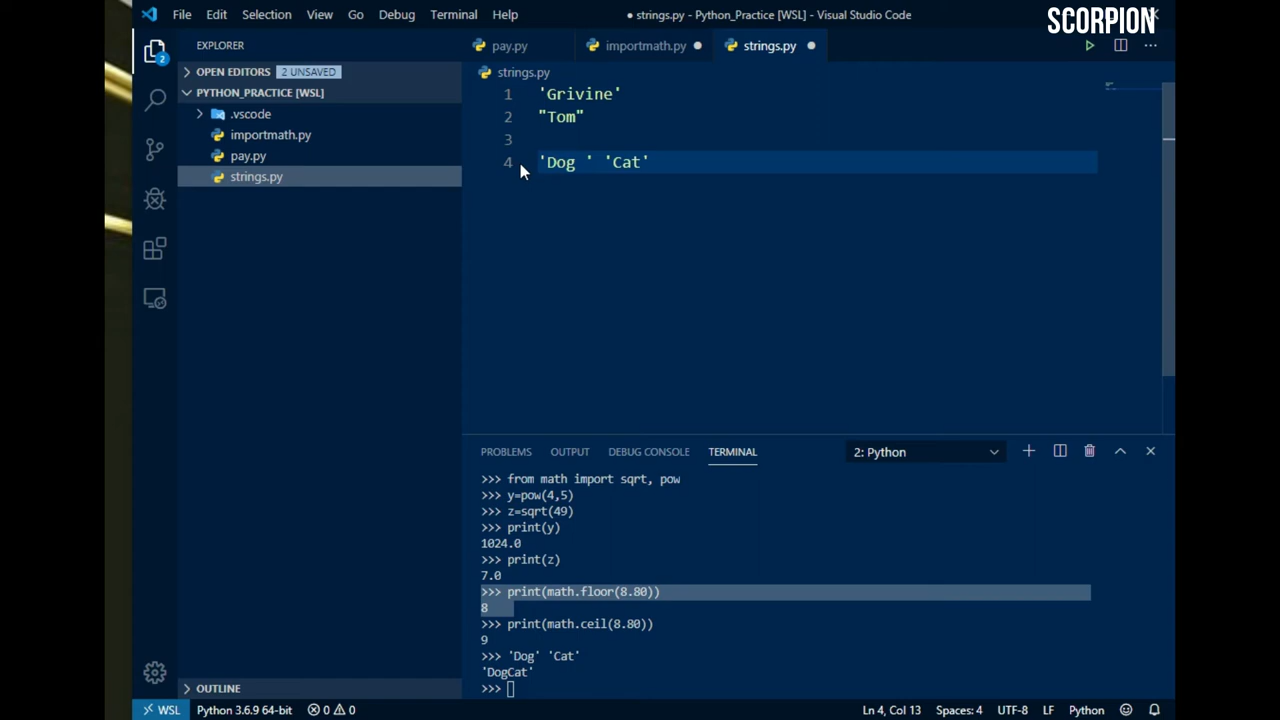 File Edit Selection View Go Debug Terminal Help
● strings.py - Python_Practice [WSL] - Visual Studio Code
SCORPION
EXPLORER
OPEN EDITORS 2 UNSAVED
PYTHON_PRACTICE [WSL]
.vscode
importmath.py
pay.py
strings.py
OUTLINE
2
pay.py importmath.py strings.py
strings.py
1 'Grivine'
2 "Tom"
3
4 'Dog ' 'Cat'
PROBLEMS OUTPUT DEBUG CONSOLE TERMINAL 2: Python
>>> from math import sqrt, pow
>>> y=pow(4,5)
>>> z=sqrt(49)
>>> print(y)
1024.0
>>> print(z)
7.0
>>> print(math.floor(8.80))
8
>>> print(math.ceil(8.80))
9
>>> 'Dog' 'Cat'
'DogCat'
>>>
WSL Python 3.6.9 64-bit 0 0 Ln 4, Col 13 Spaces: 4 UTF-8 LF Python